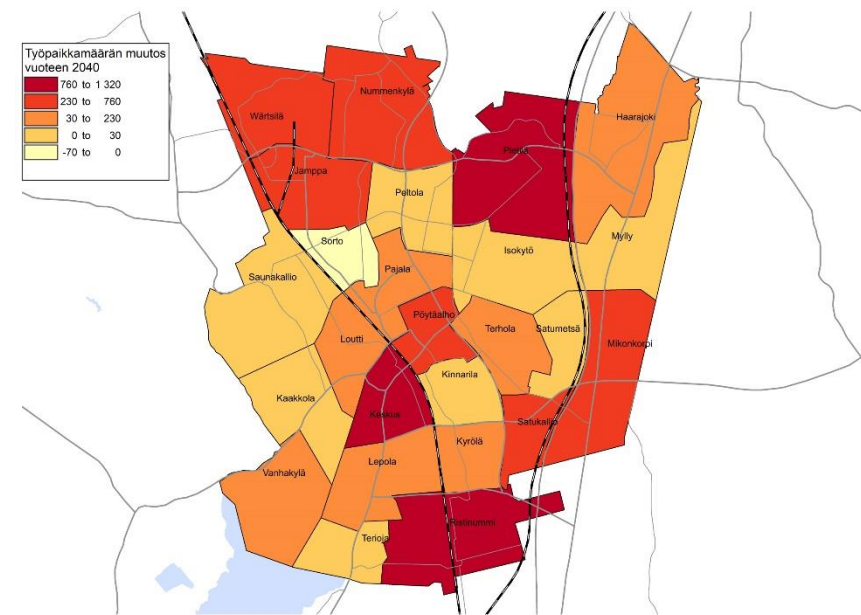 Työpaikkamäärän muutos
vuoteen 2040
760 to 1 320
230 to 760
30 to 230
0 to 30
-70 to 0
Nummenkylä
Wärtsilä
Haarajoki
Pietilä
Jamppa
Peltola
Sorto
Isokytö
Mylly
Saunakallio
Pajala
Pöytäalho
Loutti
Terhola
Satumetsä
Mikonkorpi
Kinnarila
Kaakkola
Keskus
Satukallio
Kyrölä
Lepola
Vanhakylä
Ristinummi
Terioja